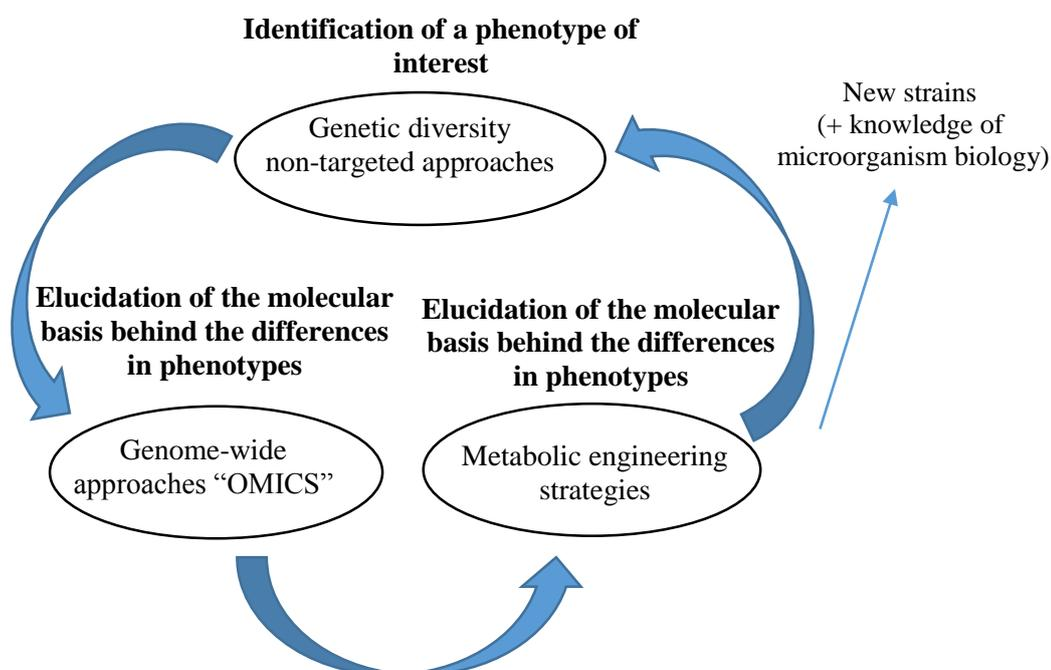 Identification of a phenotype of
interest
Genetic diversity
non-targeted approaches
New strains
(+ knowledge of
microorganism biology)
Elucidation of the molecular
basis behind the differences
in phenotypes
Elucidation of the molecular
basis behind the differences
in phenotypes
Genome-wide
approaches “OMICS”
Metabolic engineering
strategies